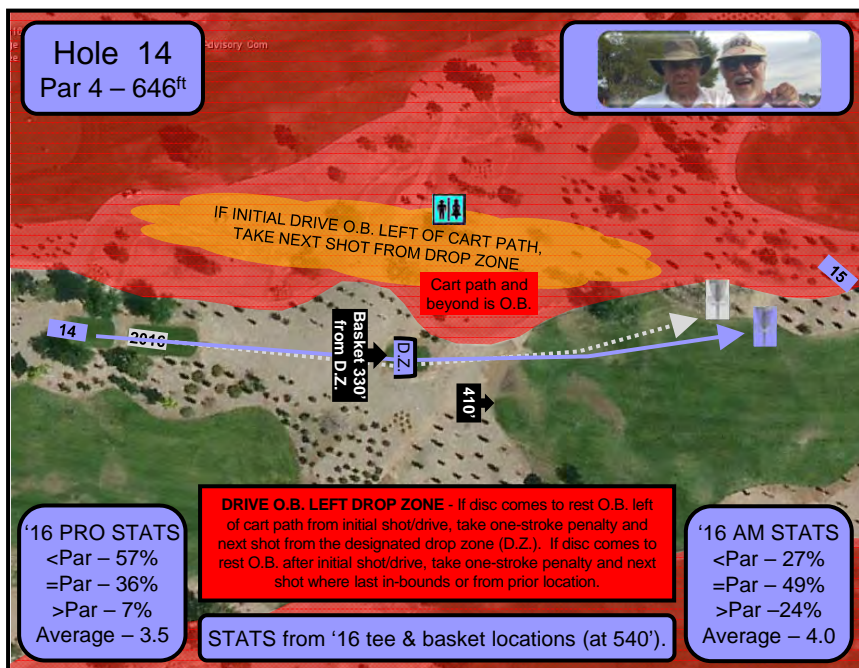 Hole 14
Par 4 – 646ft
Advisory Com
IF INITIAL DRIVE O.B. LEFT OF CART PATH,
TAKE NEXT SHOT FROM DROP ZONE
Cart path and
beyond is O.B.
15
14
2016
Basket 330'
from D.Z.
D.Z.
410'
DRIVE O.B. LEFT DROP ZONE - If disc comes to rest O.B. left
of cart path from initial shot/drive, take one-stroke penalty and
next shot from the designated drop zone (D.Z.). If disc comes to
rest O.B. after initial shot/drive, take one-stroke penalty and next
shot where last in-bounds or from prior location.
'16 PRO STATS
<Par – 57%
=Par – 36%
>Par – 7%
Average – 3.5
'16 AM STATS
<Par – 27%
=Par – 49%
>Par –24%
Average – 4.0
STATS from '16 tee & basket locations (at 540').